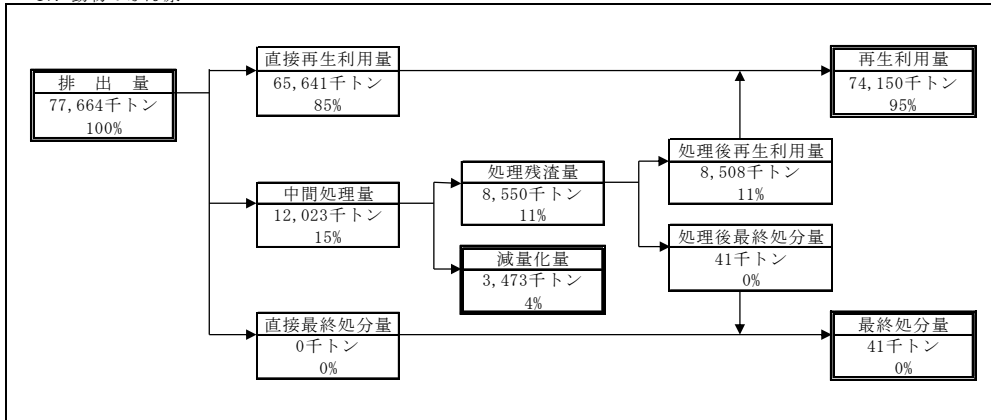 排 出 量
77,664千トン
100%
直接再生利用量
65,641千トン
85%
再生利用量
74,150千トン
95%
中間処理量
12,023千トン
15%
処理残渣量
8,550千トン
11%
処理後再生利用量
8,508千トン
11%
減量化量
3,473千トン
4%
処理後最終処分量
41千トン
0%
直接最終処分量
0千トン
0%
最終処分量
41千トン
0%